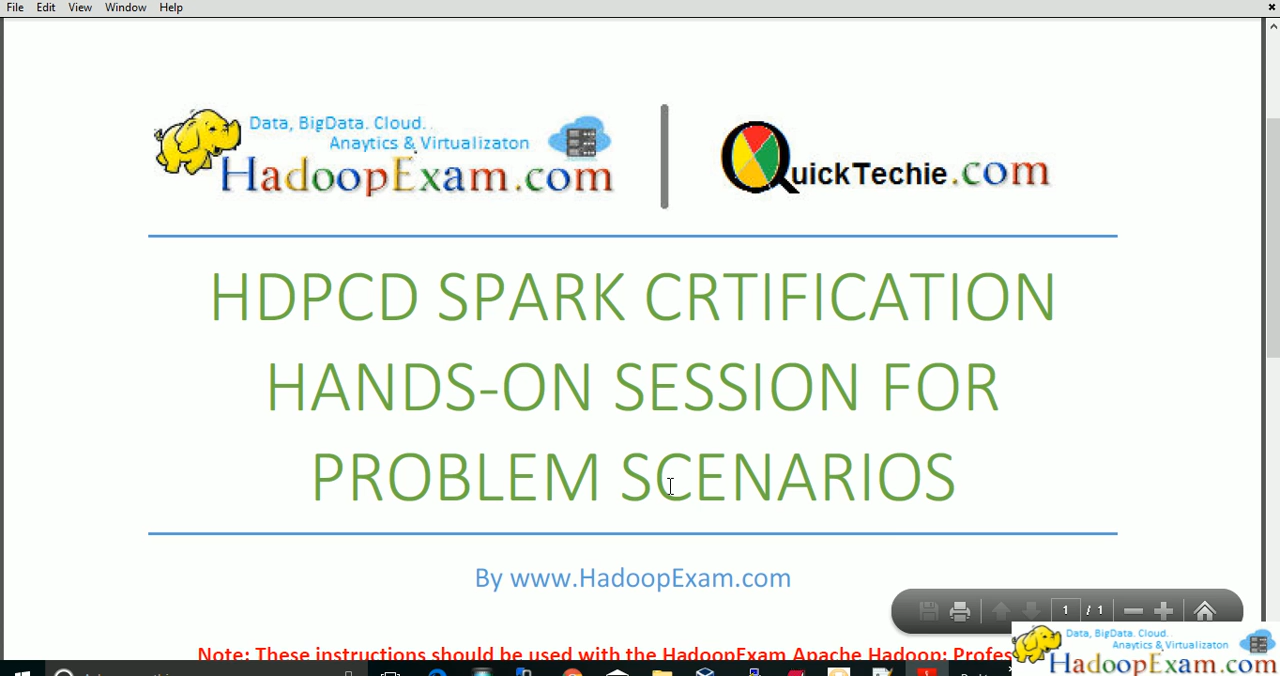 File Edit View Window Help
Data, BigData. Cloud.
Anaytics & Virtualizaton
HadoopExam.com
QuickTechie.com
HDPCD SPARK CRTIFICATION
HANDS-ON SESSION FOR
PROBLEM SCENARIOS
By www.HadoopExam.com
1 / 1
Note: These instructions should be used with the HadoopExam Apache Hadoop:
Data, BigData. Cloud.
Anaytics & Virtualizaton
HadoopExam.com